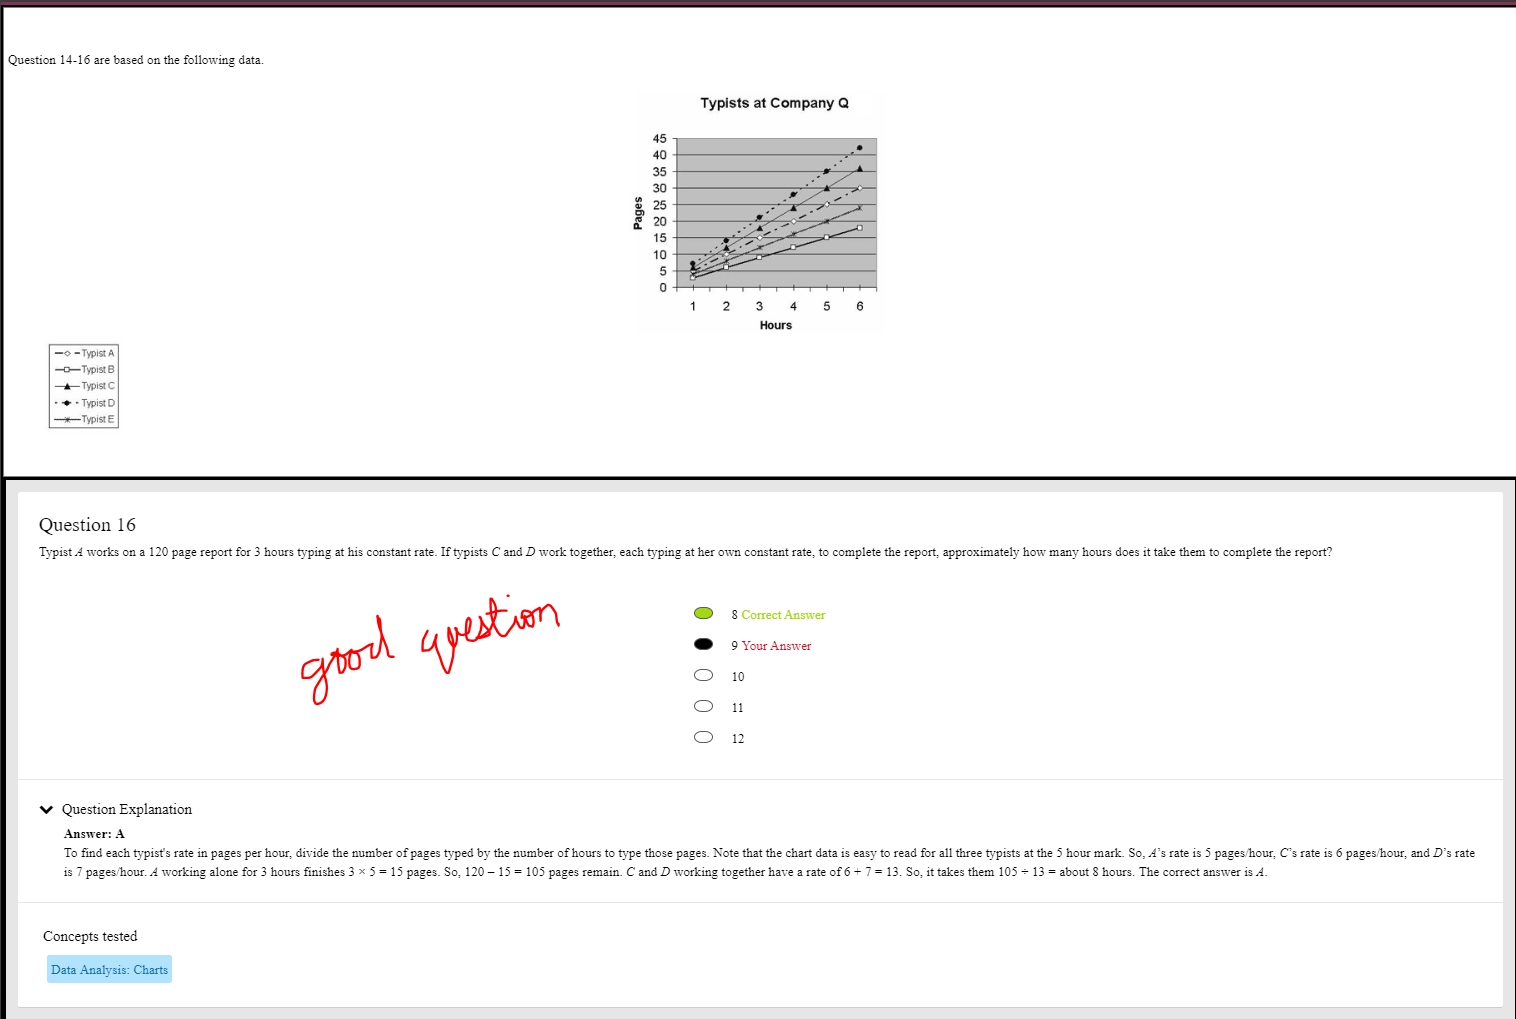 Question 14-16 are based on the following data.
Typists at Company Q
45
40
35
30
25
20
15
10
5
0
Pages
1 2 3 4 5 6
Hours
Typist A
Typist B
Typist C
Typist D
Typist E
Question 16
Typist A works on a 120 page report for 3 hours typing at his constant rate. If typists C and D work together, each typing at her own constant rate, to complete the report, approximately how many hours does it take them to complete the report?
good question
8 Correct Answer
9 Your Answer
10
11
12
Question Explanation
Answer: A
To find each typist's rate in pages per hour, divide the number of pages typed by the number of hours to type those pages. Note that the chart data is easy to read for all three typists at the 5 hour mark. So, A's rate is 5 pages/hour, C's rate is 6 pages/hour, and D's rate
is 7 pages/hour. A working alone for 3 hours finishes 3 × 5 = 15 pages. So, 120 – 15 = 105 pages remain. C and D working together have a rate of 6 + 7 = 13. So, it takes them 105 ÷ 13 = about 8 hours. The correct answer is A.
Concepts tested
Data Analysis: Charts